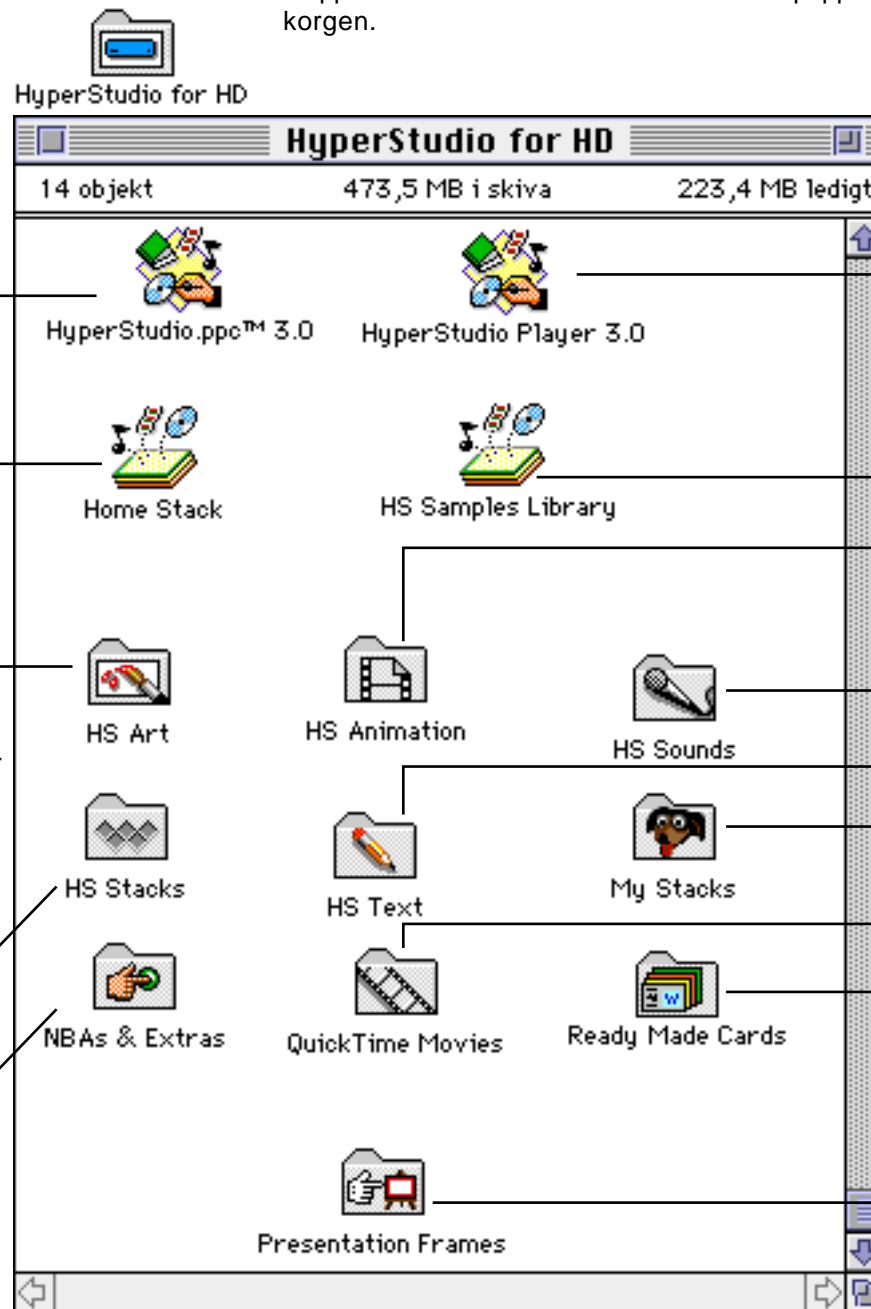 korgen.
HyperStudio for HD
HyperStudio for HD
14 objekt 473,5 MB i skiva 223,4 MB ledigt
HyperStudio.ppc™ 3.0 HyperStudio Player 3.0
Home Stack HS Samples Library
HS Art HS Animation HS Sounds
HS Stacks HS Text My Stacks
NBAs & Extras QuickTime Movies Ready Made Cards
Presentation Frames